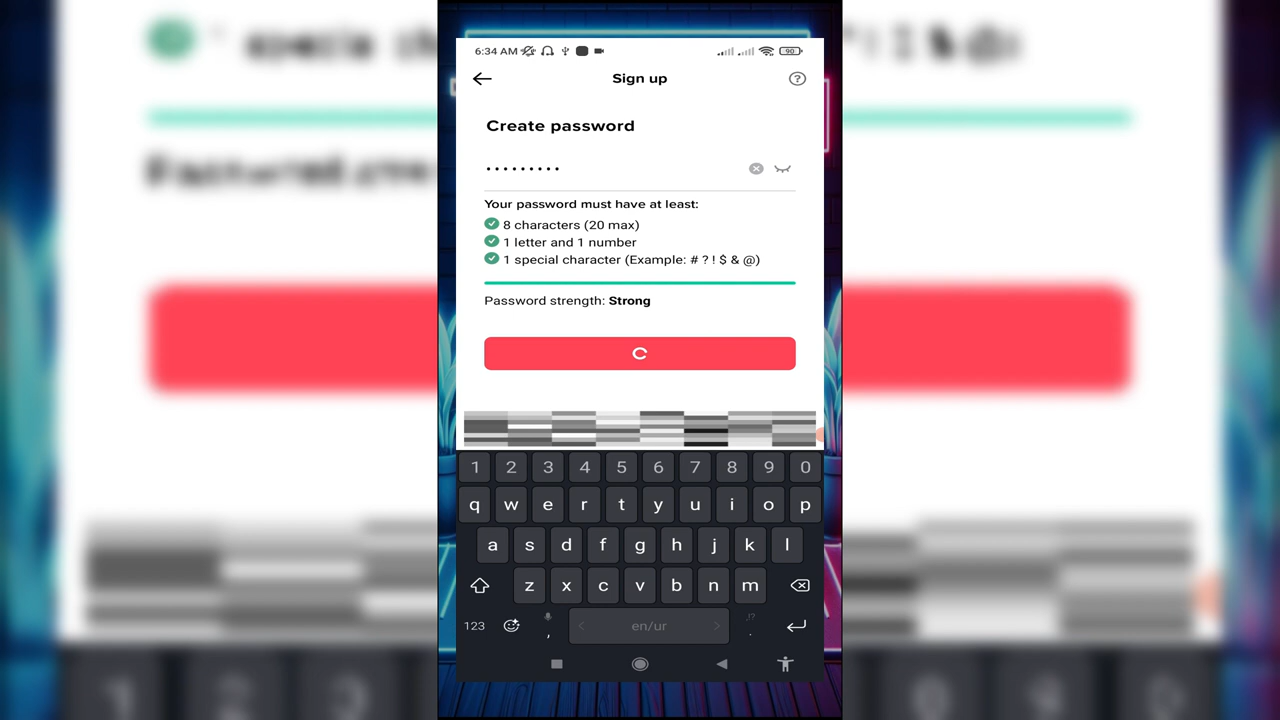 6:34 AM
90
Sign up
?
Create password
•••••••••
Your password must have at least:
8 characters (20 max)
1 letter and 1 number
1 special character (Example: # ? ! $ & @)
Password strength: Strong
1 2 3 4 5 6 7 8 9 0
q w e r t y u i o p
a s d f g h j k l
z x c v b n m
123 , < en/ur > ,!? .